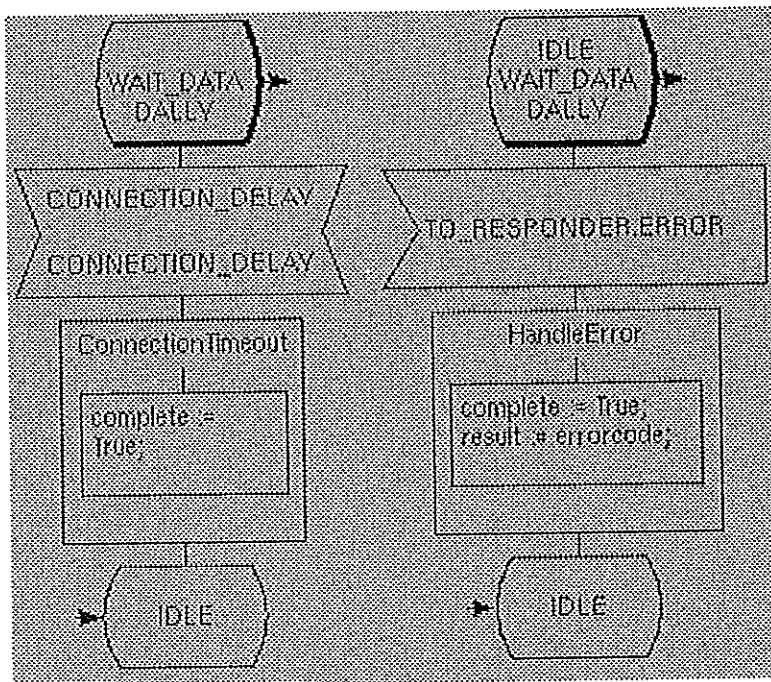 WAIT_DATA
DALLY
CONNECTION_DELAY
CONNECTION_DELAY
ConnectionTimeout
complete :=
True;
IDLE
IDLE
WAIT_DATA
DALLY
TO_RESPONDER.ERROR
HandleError
complete := True;
result := errorcode;
IDLE